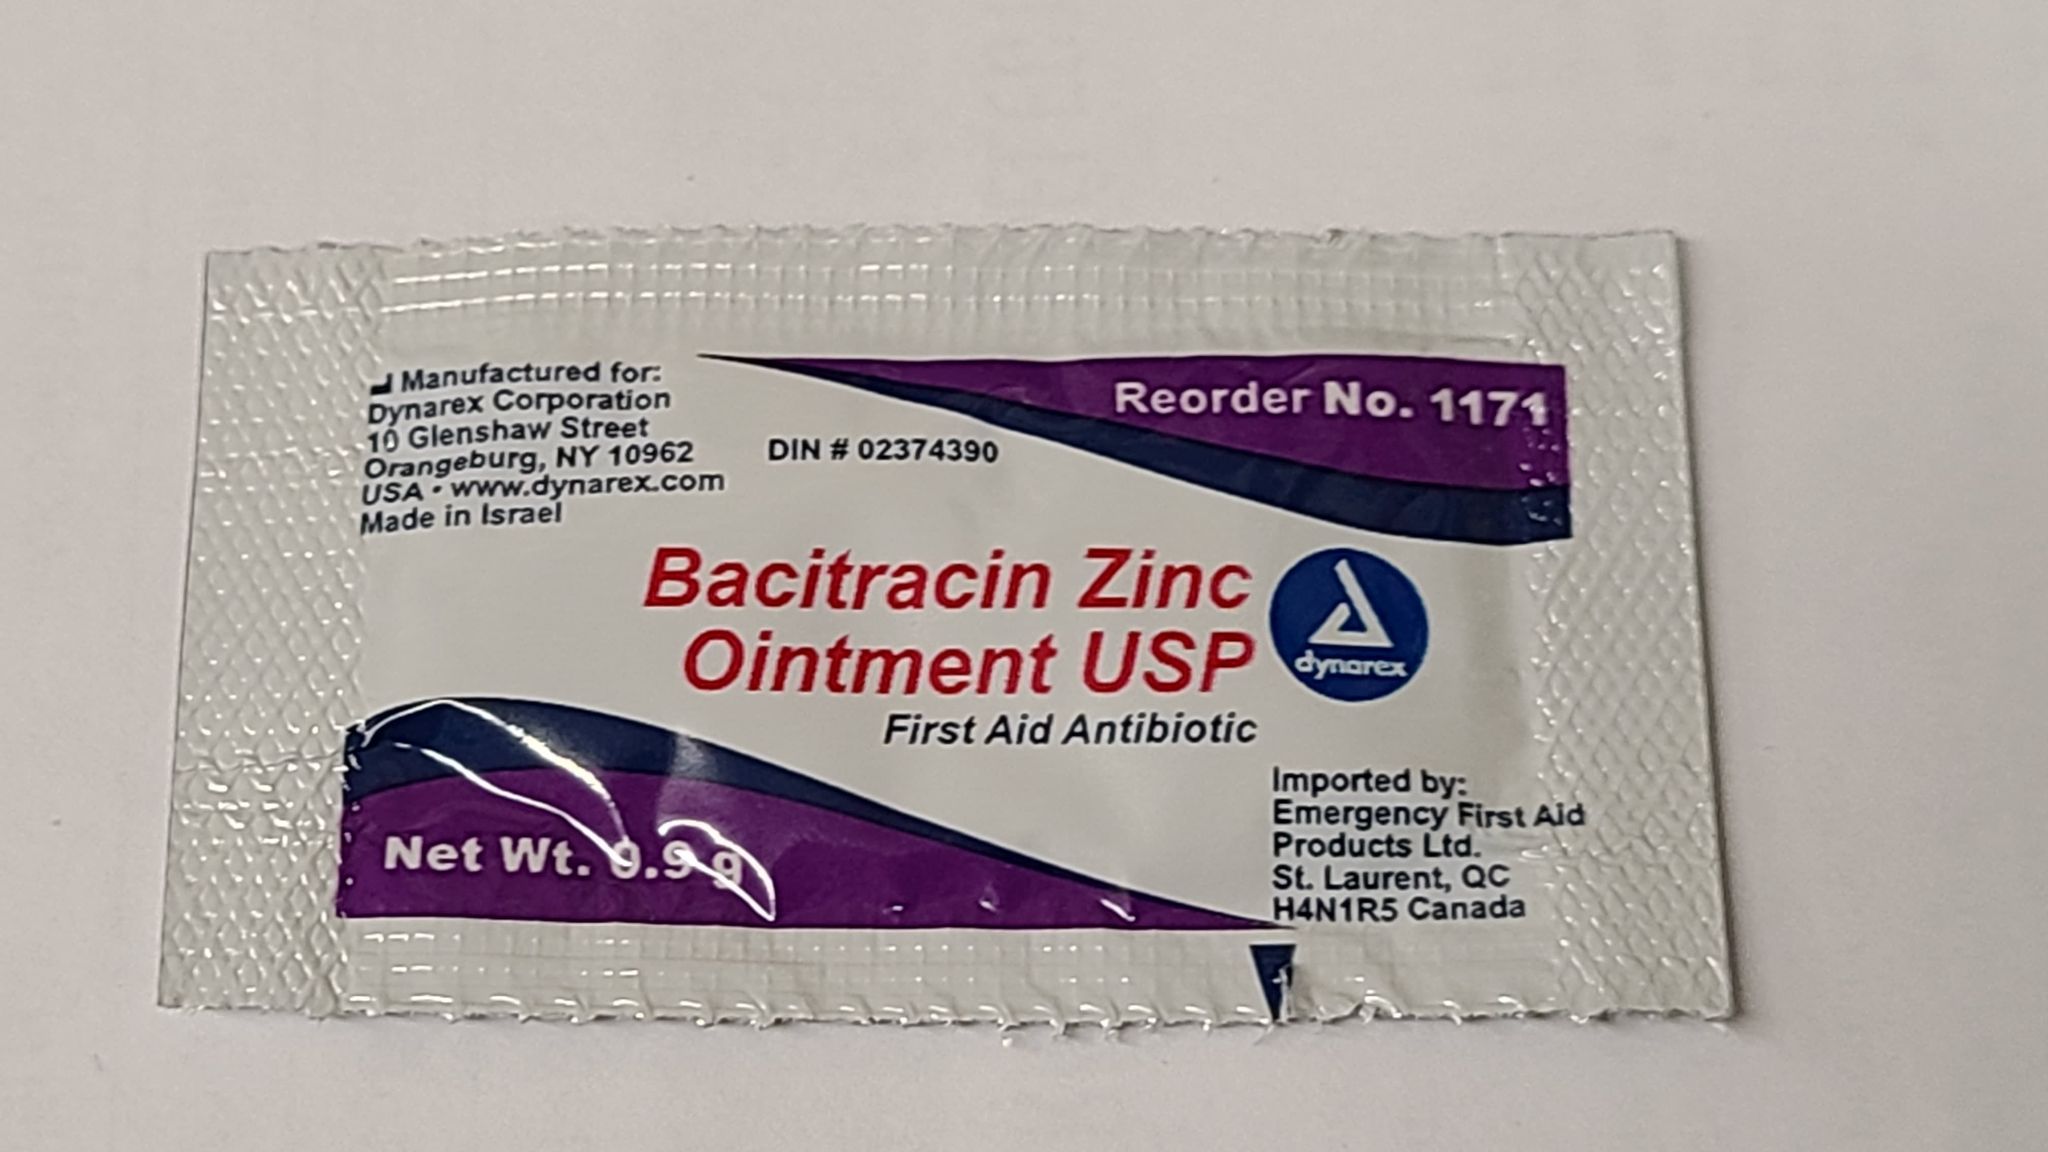 Manufactured for:
Dynarex Corporation
10 Glenshaw Street
Orangeburg, NY 10962
USA • www.dynarex.com
Made in Israel
DIN # 02374390
Reorder No. 1171
Bacitracin Zinc
Ointment USP
First Aid Antibiotic
dynarex
Net Wt. 0.9 g
Imported by:
Emergency First Aid
Products Ltd.
St. Laurent, QC
H4N1R5 Canada